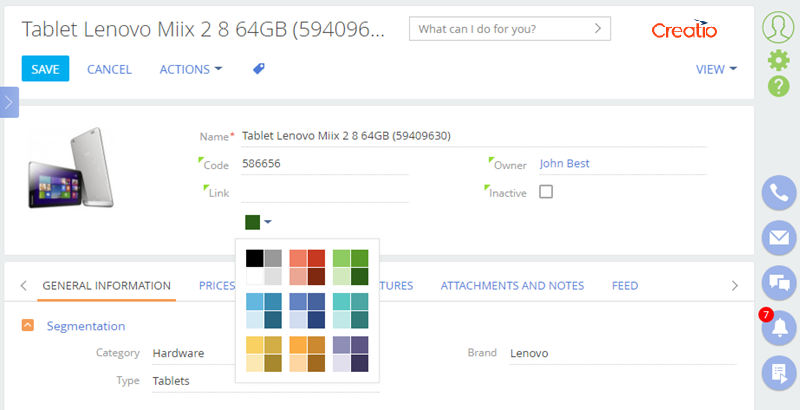 Tablet Lenovo Miix 2 8 64GB (594096...
What can I do for you?
Creatio
SAVE
CANCEL
ACTIONS
VIEW
Name* Tablet Lenovo Miix 2 8 64GB (59409630)
Code 586656
Owner John Best
Link
Inactive
GENERAL INFORMATION
PRICES
TURES
ATTACHMENTS AND NOTES
FEED
7
Segmentation
Category Hardware
Brand Lenovo
Type Tablets